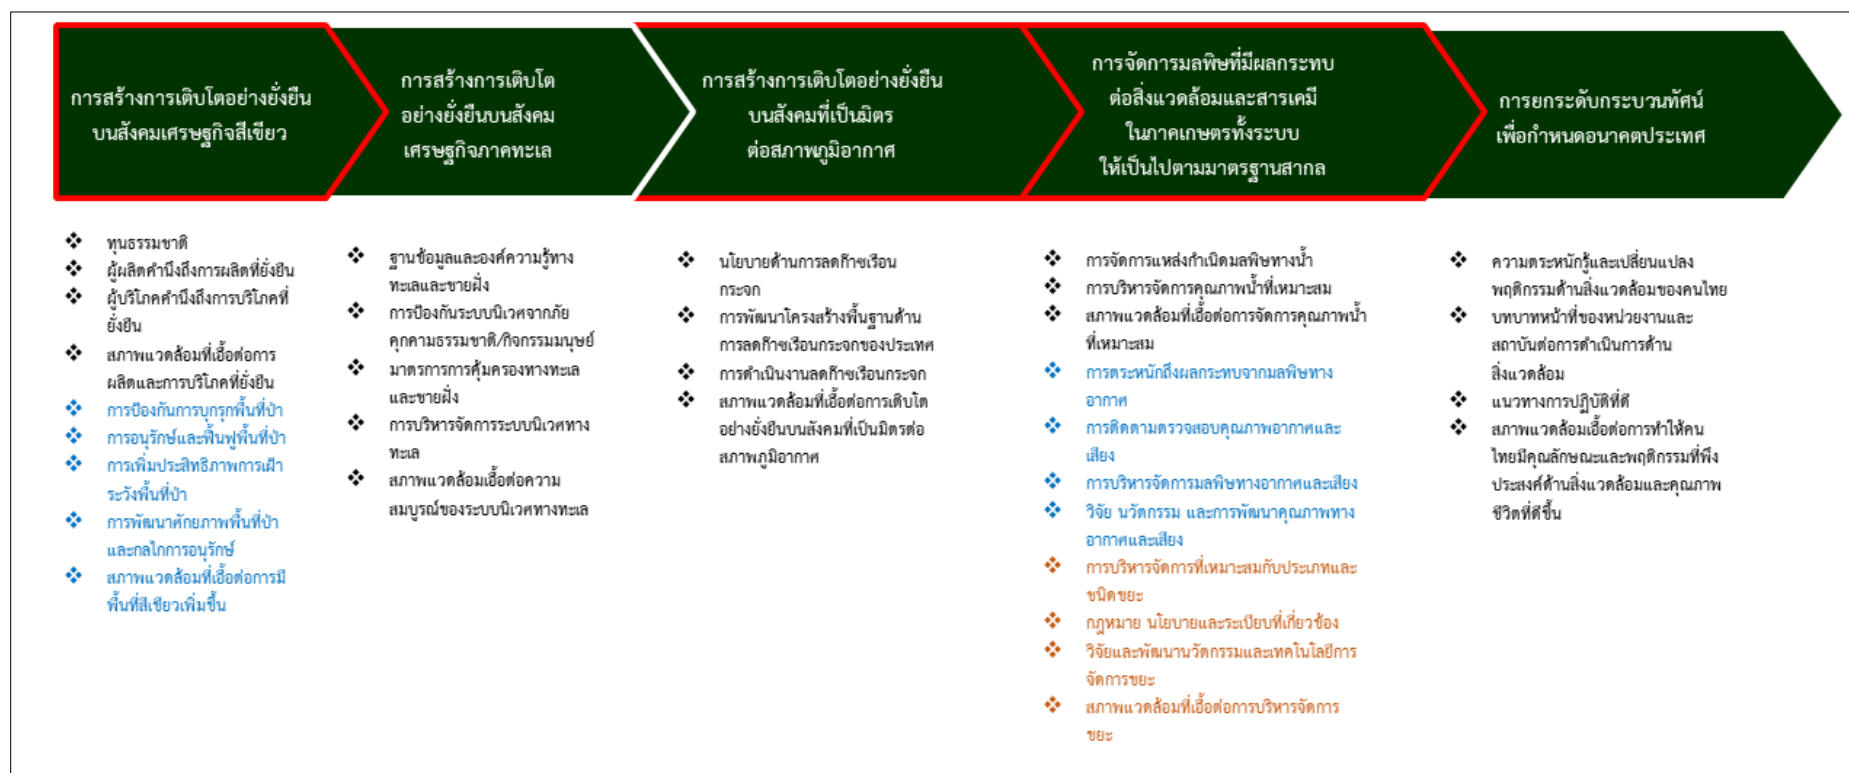 การสร้างการเติบโตอย่างยั่งยืน
บนสังคมเศรษฐกิจสีเขียว
การสร้างการเติบโต
อย่างยั่งยืนบนสังคม
เศรษฐกิจภาคทะเล
การสร้างการเติบโตอย่างยั่งยืน
บนสังคมที่เป็นมิตร
ต่อสภาพภูมิอากาศ
การจัดการมลพิษที่มีผลกระทบ
ต่อสิ่งแวดล้อมและสารเคมี
ในภาคเกษตรทั้งระบบ
ให้เป็นไปตามมาตรฐานสากล
การยกระดับกระบวนทัศน์
เพื่อกำหนดอนาคตประเทศ
❖ ทุนธรรมชาติ
❖ ผู้ผลิตคำนึงถึงการผลิตที่ยั่งยืน
❖ ผู้บริโภคคำนึงถึงการบริโภคที่
ยั่งยืน
❖ สภาพแวดล้อมที่เอื้อต่อการ
ผลิตและการบริโภคที่ยั่งยืน
❖ การป้องกันการบุกรุกพื้นที่ป่า
❖ การอนุรักษ์และฟื้นฟูพื้นที่ป่า
❖ การเพิ่มประสิทธิภาพการเฝ้า
ระวังพื้นที่ป่า
❖ การพัฒนาศักยภาพพื้นที่ป่า
และกลไกการอนุรักษ์
❖ สภาพแวดล้อมที่เอื้อต่อการมี
พื้นที่สีเขียวเพิ่มขึ้น
❖ ฐานข้อมูลและองค์ความรู้ทาง
ทะเลและชายฝั่ง
❖ การป้องกันระบบนิเวศจากภัย
คุกคามธรรมชาติ/กิจกรรมมนุษย์
❖ มาตรการการคุ้มครองทางทะเล
และชายฝั่ง
❖ การบริหารจัดการระบบนิเวศทาง
ทะเล
❖ สภาพแวดล้อมเอื้อต่อความ
สมบูรณ์ของระบบนิเวศทางทะเล
❖ นโยบายด้านการลดก๊าซเรือน
กระจก
❖ การพัฒนาโครงสร้างพื้นฐานด้าน
การลดก๊าซเรือนกระจกของประเทศ
❖ การดำเนินงานลดก๊าซเรือนกระจก
❖ สภาพแวดล้อมที่เอื้อต่อการเติบโต
อย่างยั่งยืนบนสังคมที่เป็นมิตรต่อ
สภาพภูมิอากาศ
❖ การจัดการแหล่งกำเนิดมลพิษทางน้ำ
❖ การบริหารจัดการคุณภาพน้ำที่เหมาะสม
❖ สภาพแวดล้อมที่เอื้อต่อการจัดการคุณภาพน้ำ
ที่เหมาะสม
❖ การตระหนักถึงผลกระทบจากมลพิษทาง
อากาศ
❖ การติดตามตรวจสอบคุณภาพอากาศและ
เสียง
❖ การบริหารจัดการมลพิษทางอากาศและเสียง
❖ วิจัย นวัตกรรม และการพัฒนาคุณภาพทาง
อากาศและเสียง
❖ การบริหารจัดการที่เหมาะสมกับประเภทและ
ชนิดขยะ
❖ กฎหมาย นโยบายและระเบียบที่เกี่ยวข้อง
❖ วิจัยและพัฒนานวัตกรรมและเทคโนโลยีการ
จัดการขยะ
❖ สภาพแวดล้อมที่เอื้อต่อการบริหารจัดการ
ขยะ
❖ ความตระหนักรู้และเปลี่ยนแปลง
พฤติกรรมด้านสิ่งแวดล้อมของคนไทย
❖ บทบาทหน้าที่ของหน่วยงานและ
สถาบันต่อการดำเนินการด้าน
สิ่งแวดล้อม
❖ แนวทางการปฏิบัติที่ดี
❖ สภาพแวดล้อมเอื้อต่อการทำให้คน
ไทยมีคุณลักษณะและพฤติกรรมที่พึง
ประสงค์ด้านสิ่งแวดล้อมและคุณภาพ
ชีวิตที่ดีขึ้น